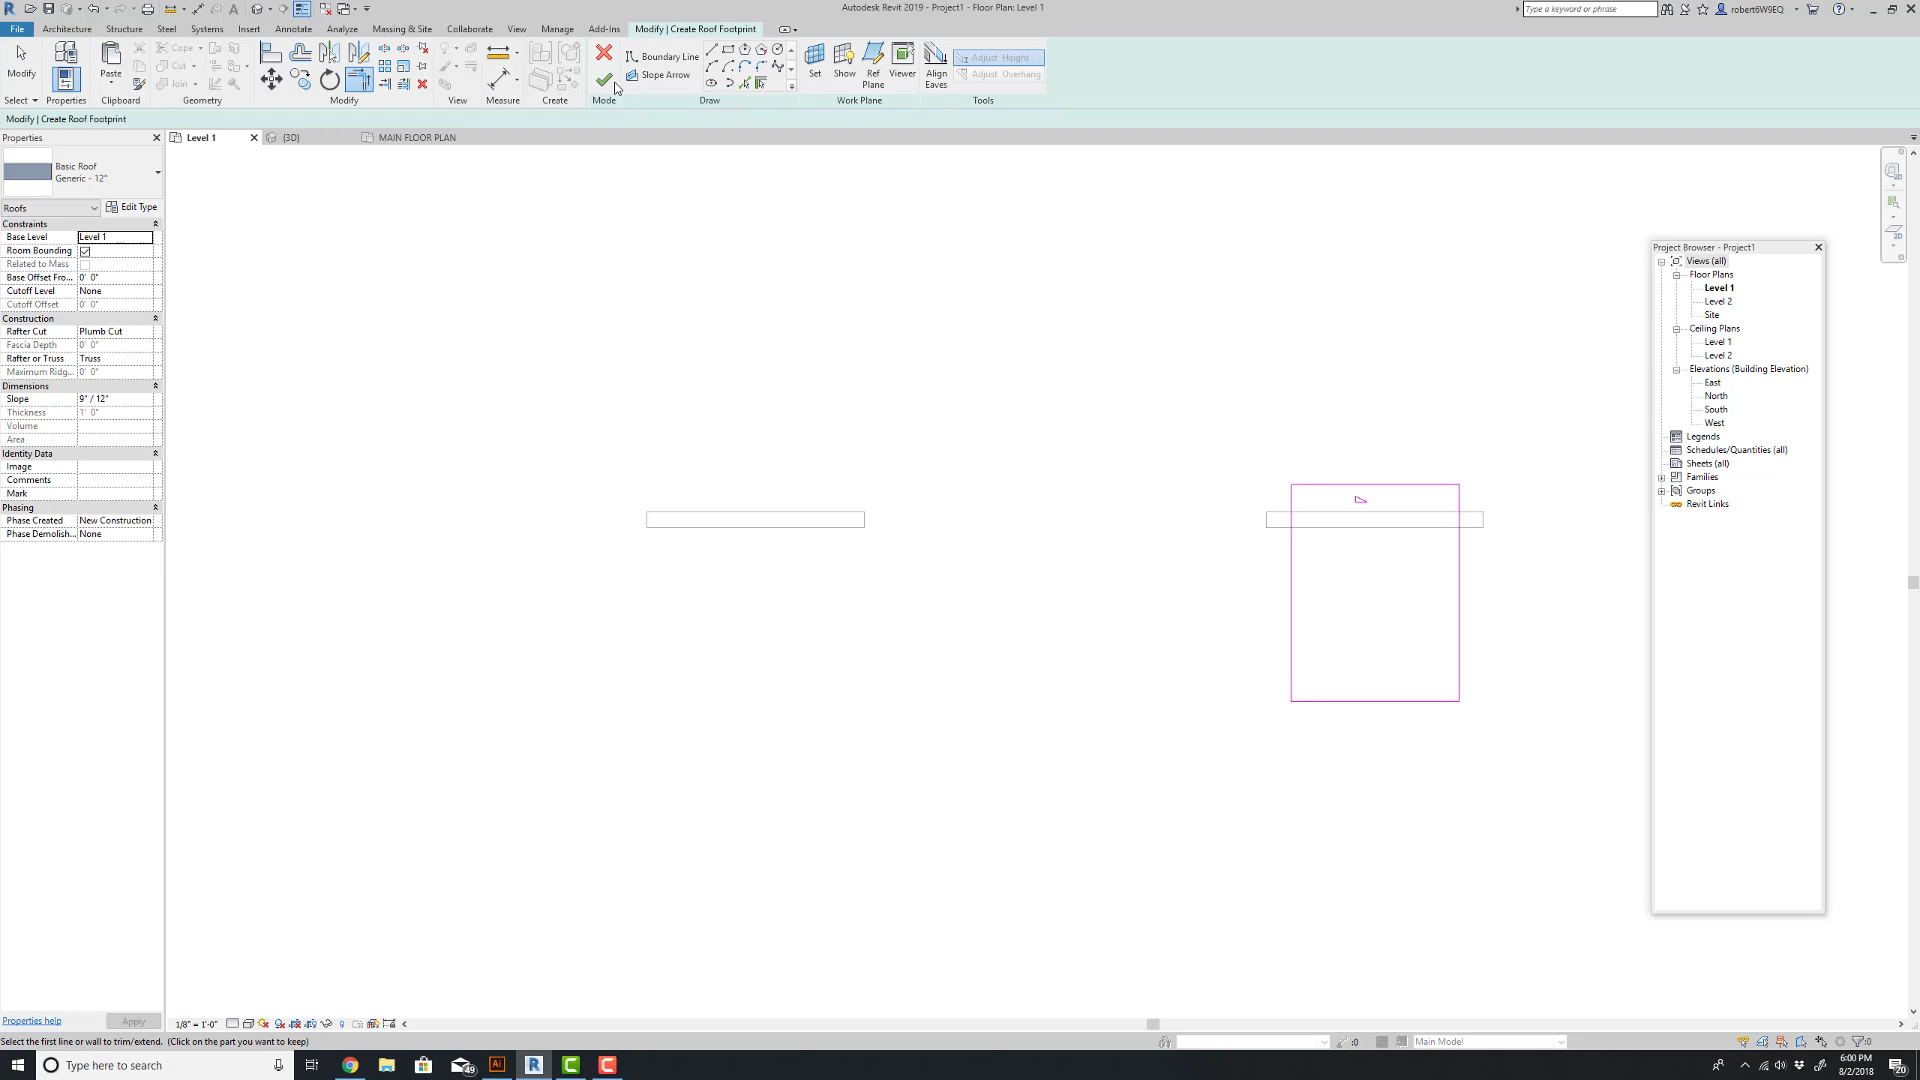 Autodesk Revit 2019 - Project1 - Floor Plan: Level 1
Type a keyword or phrase
robert6W9EQ
File Architecture Structure Steel Systems Insert Annotate Analyze Massing & Site Collaborate View Manage Add-Ins Modify | Create Roof Footprint
Modify
Paste
Cope
Cut
Join
Boundary Line
Slope Arrow
Set
Show
Ref Plane
Viewer
Align Eaves
Adjust Height
Adjust Overhang
Select Properties Clipboard Geometry Modify View Measure Create Mode Draw Work Plane Tools
Modify | Create Roof Footprint
Properties
Level 1
{3D}
MAIN FLOOR PLAN
Basic Roof
Generic - 12"
Roofs Edit Type
Constraints
Base Level Level 1
Room Bounding
Related to Mass
Base Offset Fro... 0' 0"
Cutoff Level None
Cutoff Offset 0' 0"
Construction
Rafter Cut Plumb Cut
Fascia Depth 0' 0"
Rafter or Truss Truss
Maximum Ridg... 0' 0"
Dimensions
Slope 9" / 12"
Thickness 1' 0"
Volume
Area
Identity Data
Image
Comments
Mark
Phasing
Phase Created New Construction
Phase Demolish... None
Project Browser - Project1
Views (all)
Floor Plans
Level 1
Level 2
Site
Ceiling Plans
Level 1
Level 2
Elevations (Building Elevation)
East
North
South
West
Legends
Schedules/Quantities (all)
Sheets (all)
Families
Groups
Revit Links
Properties help Apply
1/8" = 1'-0"
Select the first line or wall to trim/extend. (Click on the part you want to keep)
:0
Main Model
:0
Type here to search
49
6:00 PM
8/2/2018
20